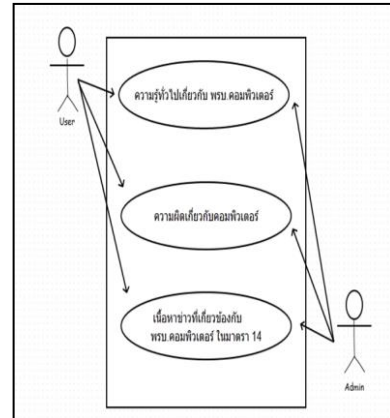 ความรู้ทั่วไปเกี่ยวกับ พรบ.คอมพิวเตอร์
User
ความผิดเกี่ยวกับคอมพิวเตอร์
เนื้อหาข่าวที่เกี่ยวข้องกับ
พรบ.คอมพิวเตอร์ ในมาตรา 14
Admin